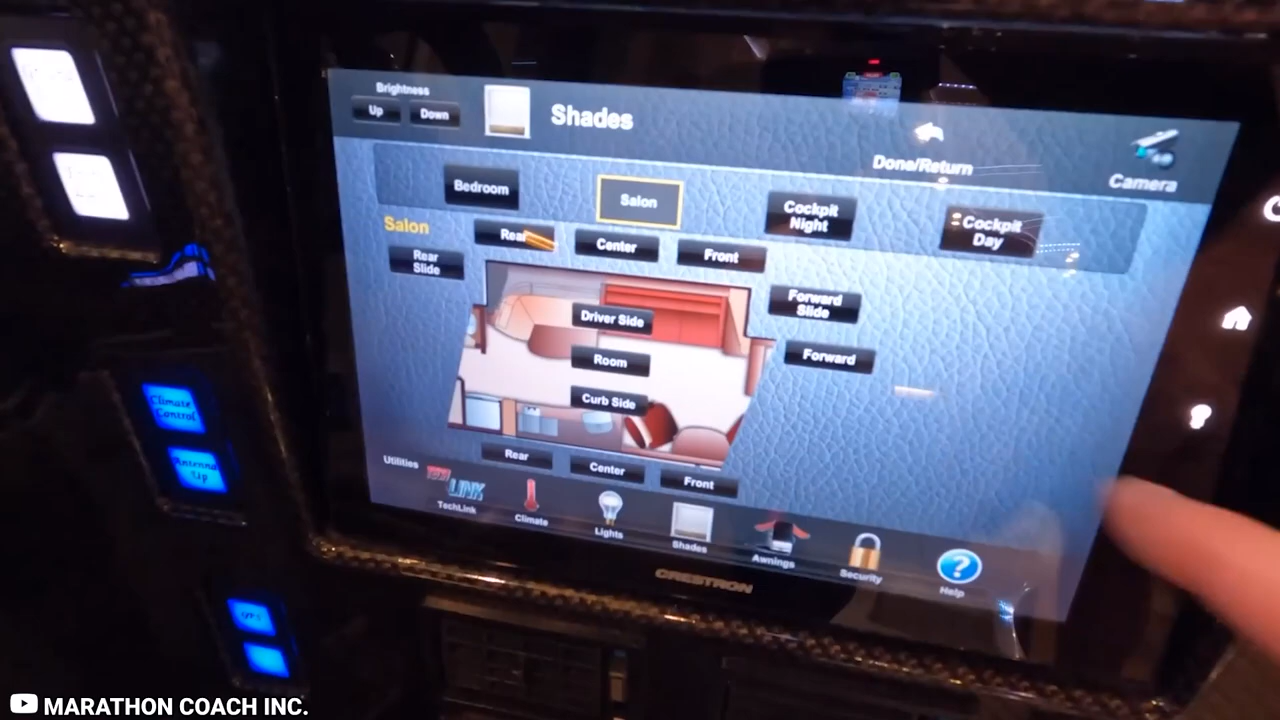 Brightness
Up
Down
Shades
Done/Return
Camera
Bedroom
Salon
Cockpit
Night
Cockpit
Day
Salon
Rear
Center
Front
Rear
Slide
Forward
Slide
Driver Side
Room
Forward
Curb Side
Rear
Center
Front
Utilities
TECH
LINK
TechLink
Climate
Lights
Shades
Awnings
Security
?
Help
CRESTRON
Climate
Control
Antenna
Up
MARATHON COACH INC.